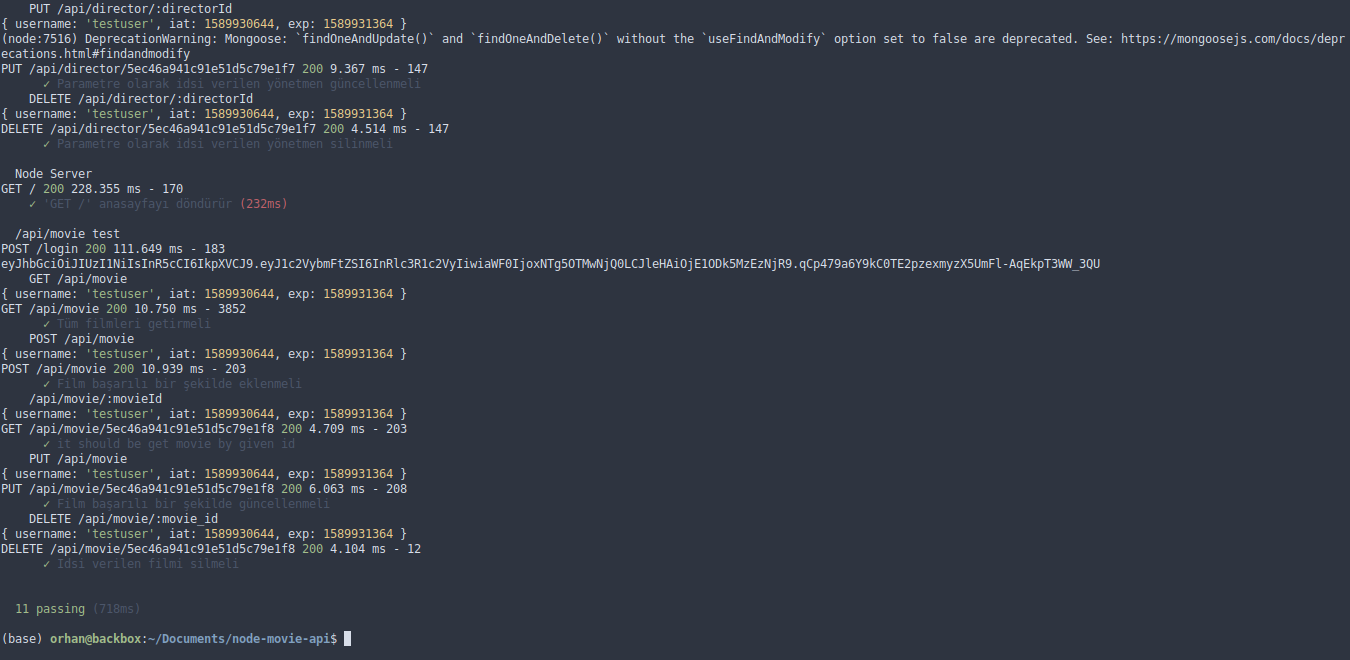 PUT /api/director/:directorId
{ username: 'testuser', iat: 1589930644, exp: 1589931364 }
(node:7516) DeprecationWarning: Mongoose: `findOneAndUpdate()` and `findOneAndDelete()` without the `useFindAndModify` option set to false are deprecated. See: https://mongoosejs.com/docs/depr
ecations.html#findandmodify
PUT /api/director/5ec46a941c91e51d5c79e1f7 200 9.367 ms - 147
✓ Parametre olarak idsi verilen yönetmen güncellenmeli
DELETE /api/director/:directorId
{ username: 'testuser', iat: 1589930644, exp: 1589931364 }
DELETE /api/director/5ec46a941c91e51d5c79e1f7 200 4.514 ms - 147
✓ Parametre olarak idsi verilen yönetmen silinmeli
Node Server
GET / 200 228.355 ms - 170
✓ 'GET /' anasayfayı döndürür (232ms)
/api/movie test
POST /login 200 111.649 ms - 183
eyJhbGciOiJIUzI1NiIsInR5cCI6IkpXVCJ9.eyJ1c2VybmFtZSI6InRlc3R1c2VyIiwiaWF0IjoxNTg5OTMwNjQ0LCJleHAiOjE1ODk5MzEzNjR9.qCp479a6Y9kC0TE2pzexmyzX5UmFl-AqEkpT3WW_3QU
GET /api/movie
{ username: 'testuser', iat: 1589930644, exp: 1589931364 }
GET /api/movie 200 10.750 ms - 3852
✓ Tüm filmleri getirmeli
POST /api/movie
{ username: 'testuser', iat: 1589930644, exp: 1589931364 }
POST /api/movie 200 10.939 ms - 203
✓ Film başarılı bir şekilde eklenmeli
/api/movie/:movieId
{ username: 'testuser', iat: 1589930644, exp: 1589931364 }
GET /api/movie/5ec46a941c91e51d5c79e1f8 200 4.709 ms - 203
✓ it should be get movie by given id
PUT /api/movie
{ username: 'testuser', iat: 1589930644, exp: 1589931364 }
PUT /api/movie/5ec46a941c91e51d5c79e1f8 200 6.063 ms - 208
✓ Film başarılı bir şekilde güncellenmeli
DELETE /api/movie/:movie_id
{ username: 'testuser', iat: 1589930644, exp: 1589931364 }
DELETE /api/movie/5ec46a941c91e51d5c79e1f8 200 4.104 ms - 12
✓ Idsi verilen filmi silmeli
11 passing (718ms)
(base) orhan@backbox:~/Documents/node-movie-api$